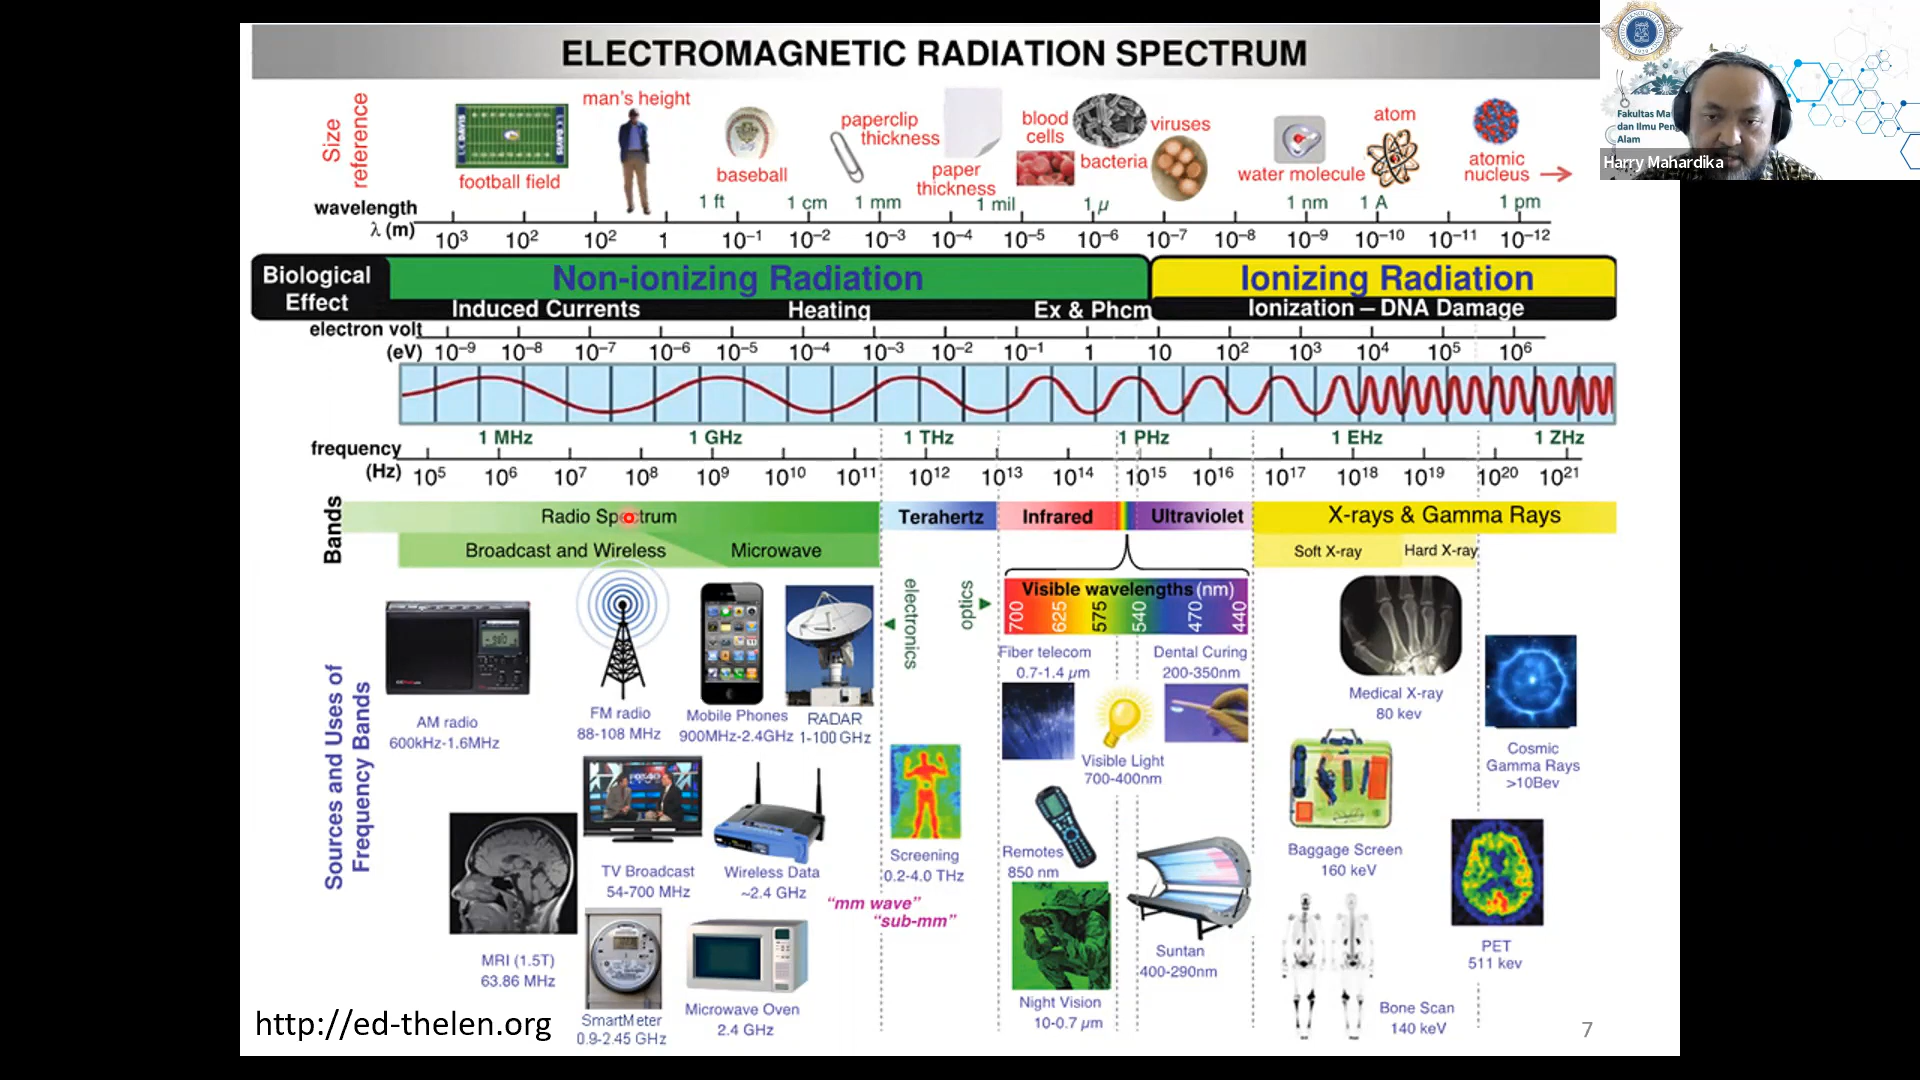 ELECTROMAGNETIC RADIATION SPECTRUM
Fakultas Ma
dan Ilmu Peng
Alam
Harry Mahardika
Size reference
football field
man's height
baseball
paperclip
thickness
paper
thickness
blood
cells
bacteria
viruses
water molecule
atom
atomic
nucleus
wavelength
λ (m)
1 ft 1 cm 1 mm 1 mil 1 μ 1 nm 1 A 1 pm
10³ 10² 10² 1 10⁻¹ 10⁻² 10⁻³ 10⁻⁴ 10⁻⁵ 10⁻⁶ 10⁻⁷ 10⁻⁸ 10⁻⁹ 10⁻¹⁰ 10⁻¹¹ 10⁻¹²
Biological
Effect
Non-ionizing Radiation
Ionizing Radiation
Induced Currents Heating Ex & Phcm Ionization – DNA Damage
electron volt
(eV)
10⁻⁹ 10⁻⁸ 10⁻⁷ 10⁻⁶ 10⁻⁵ 10⁻⁴ 10⁻³ 10⁻² 10⁻¹ 1 10 10² 10³ 10⁴ 10⁵ 10⁶
1 MHz 1 GHz 1 THz 1 PHz 1 EHz 1 ZHz
frequency
(Hz)
10⁵ 10⁶ 10⁷ 10⁸ 10⁹ 10¹⁰ 10¹¹ 10¹² 10¹³ 10¹⁴ 10¹⁵ 10¹⁶ 10¹⁷ 10¹⁸ 10¹⁹ 10²⁰ 10²¹
Bands
Radio Spectrum Terahertz Infrared Ultraviolet X-rays & Gamma Rays
Broadcast and Wireless Microwave Soft X-ray Hard X-ray
electronics
optics
Visible wavelengths (nm)
700 625 575 540 470 440
Sources and Uses of
Frequency Bands
AM radio
600kHz-1.6MHz
FM radio
88-108 MHz
Mobile Phones
900MHz-2.4GHz
RADAR
1-100 GHz
Fiber telecom
0.7-1.4 μm
Dental Curing
200-350nm
Visible Light
700-400nm
Medical X-ray
80 kev
Cosmic
Gamma Rays
>10Bev
TV Broadcast
54-700 MHz
Wireless Data
~2.4 GHz
Screening
0.2-4.0 THz
"mm wave"
"sub-mm"
Remotes
850 nm
Baggage Screen
160 keV
MRI (1.5T)
63.86 MHz
SmartMeter
0.9-2.45 GHz
Microwave Oven
2.4 GHz
Night Vision
10-0.7 μm
Suntan
400-290nm
PET
511 kev
Bone Scan
140 keV
http://ed-thelen.org
7